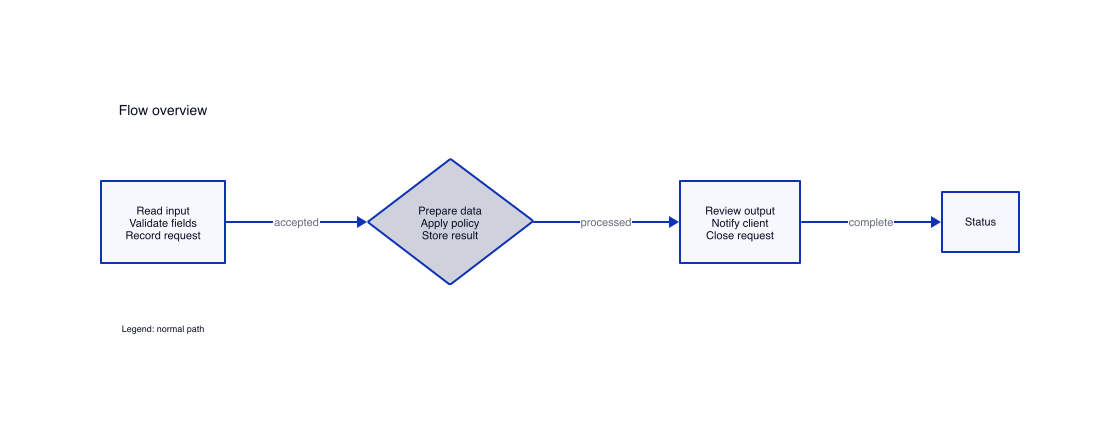 Flow overview
Read input
Validate fields
Record request
accepted
Prepare data
Apply policy
Store result
processed
Review output
Notify client
Close request
complete
Status
Legend: normal path